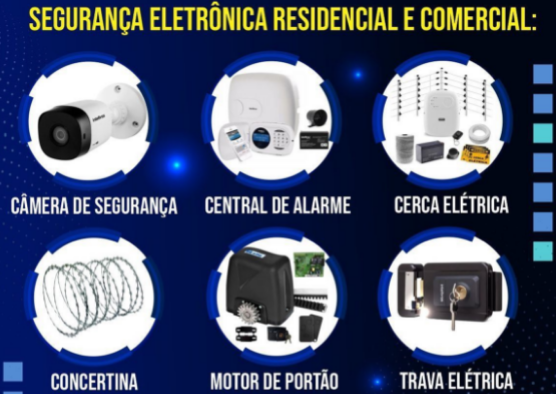 SEGURANÇA ELETRÔNICA RESIDENCIAL E COMERCIAL:
CÂMERA DE SEGURANÇA
CENTRAL DE ALARME
CERCA ELÉTRICA
CONCERTINA
MOTOR DE PORTÃO
TRAVA ELÉTRICA